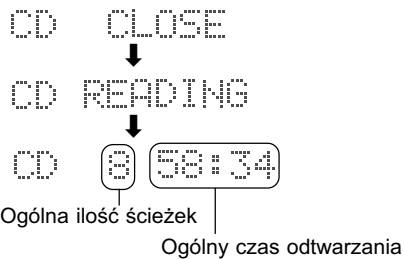 CD CLOSE
CD READING
CD 8 58:34
Ogólna ilość ścieżek
Ogólny czas odtwarzania